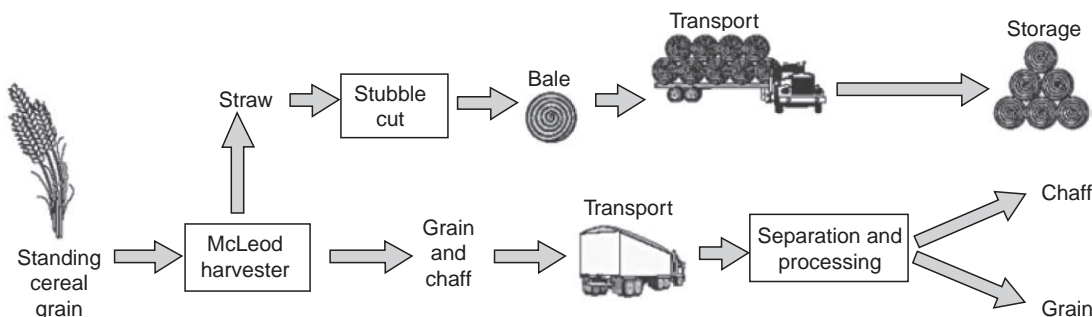 Transport
Storage
Bale
Straw
Stubble
cut
Standing
cereal
grain
McLeod
harvester
Grain
and
chaff
Transport
Separation and
processing
Chaff
Grain